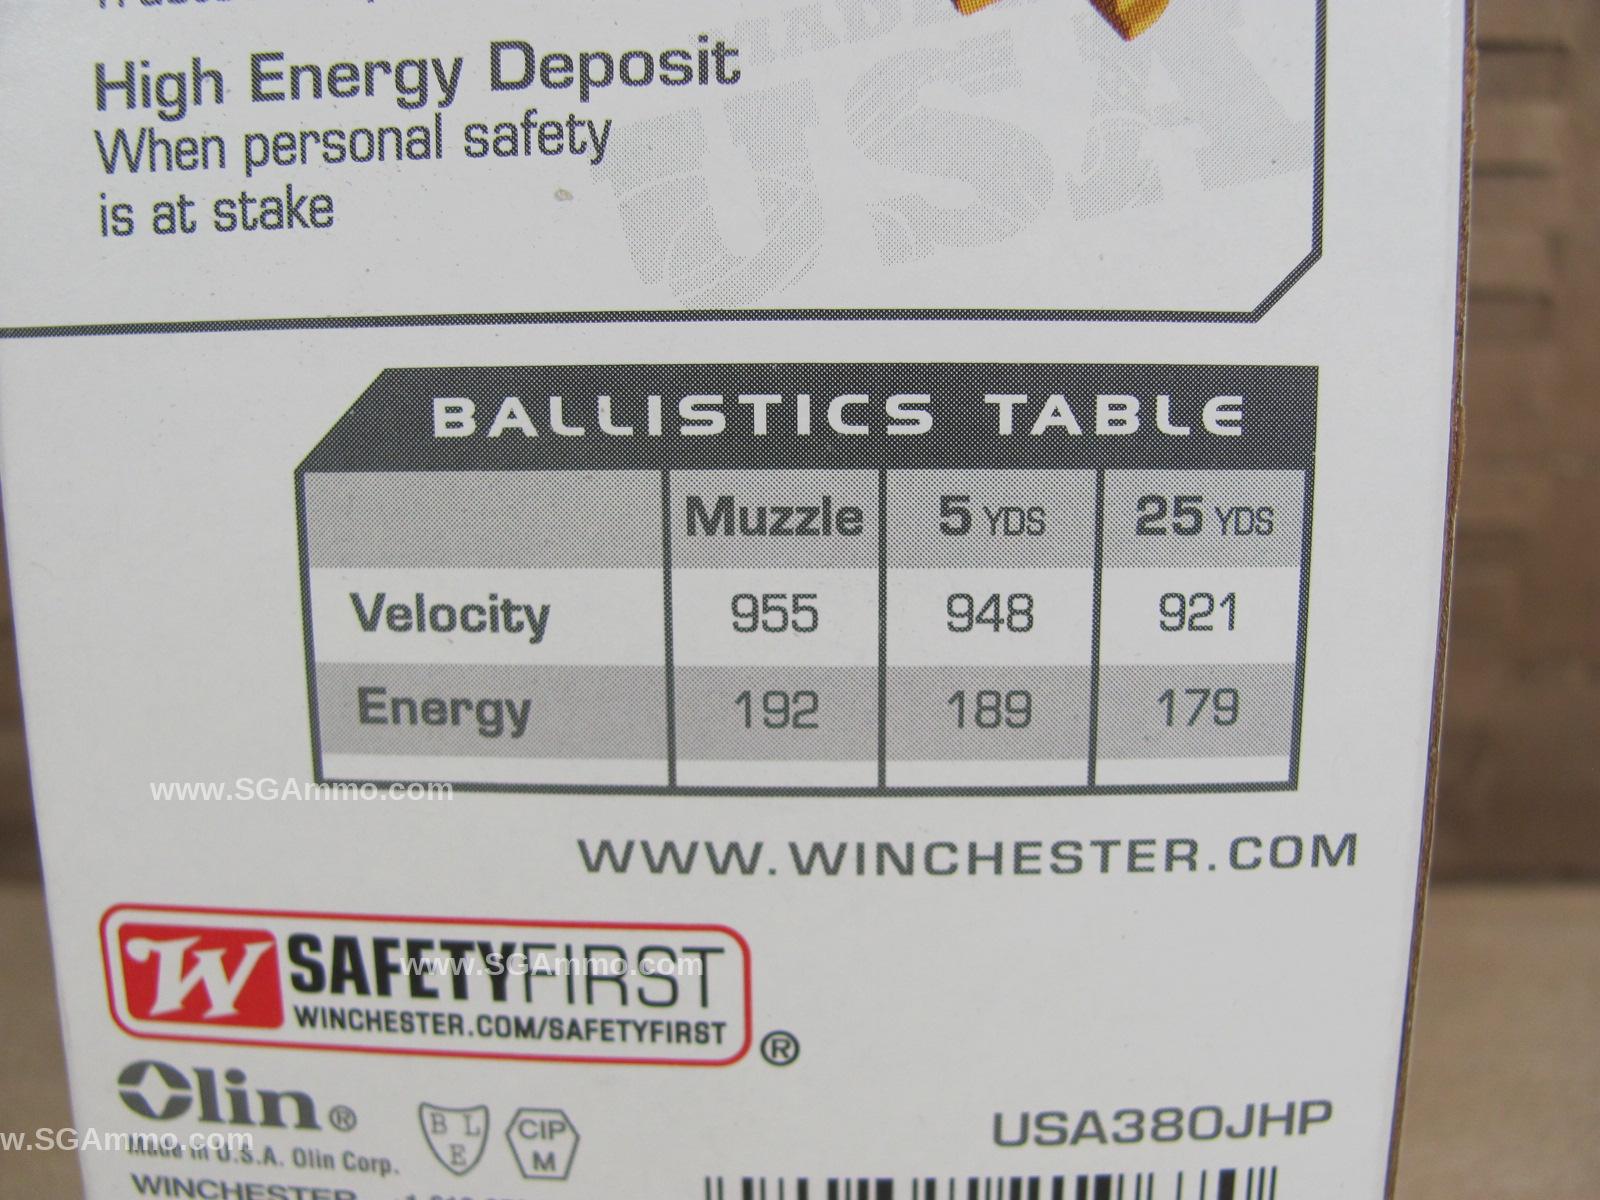 High Energy Deposit
When personal safety
is at stake
USA
BALLISTICS TABLE
Muzzle 5 YDS 25 YDS
Velocity 955 948 921
Energy 192 189 179
www.SGAmmo.com
WWW.WINCHESTER.COM
W SAFETYFIRST
www.SGAmmo.com
WINCHESTER.COM/SAFETYFIRST
®
Olin®
B L E
CIP M
USA380JHP
w.SGAmmo.com
Made in U.S.A. Olin Corp.
WINCHESTER